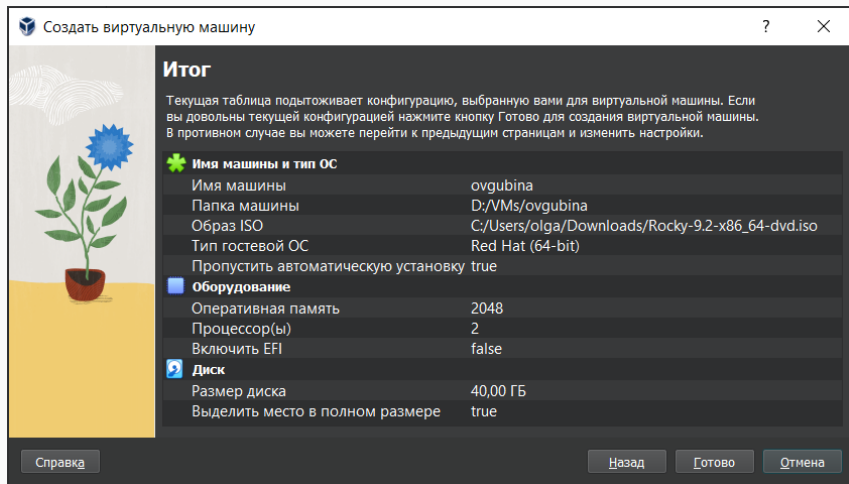 Создать виртуальную машину ? ×
Итог
Текущая таблица подытоживает конфигурацию, выбранную вами для виртуальной машины. Если
вы довольны текущей конфигурацией нажмите кнопку Готово для создания виртуальной машины.
В противном случае вы можете перейти к предыдущим страницам и изменить настройки.
Имя машины и тип ОС
Имя машины ovgubina
Папка машины D:/VMs/ovgubina
Образ ISO C:/Users/olga/Downloads/Rocky-9.2-x86_64-dvd.iso
Тип гостевой ОС Red Hat (64-bit)
Пропустить автоматическую установку true
Оборудование
Оперативная память 2048
Процессор(ы) 2
Включить EFI false
Диск
Размер диска 40,00 ГБ
Выделить место в полном размере true
Справка Назад Готово Отмена